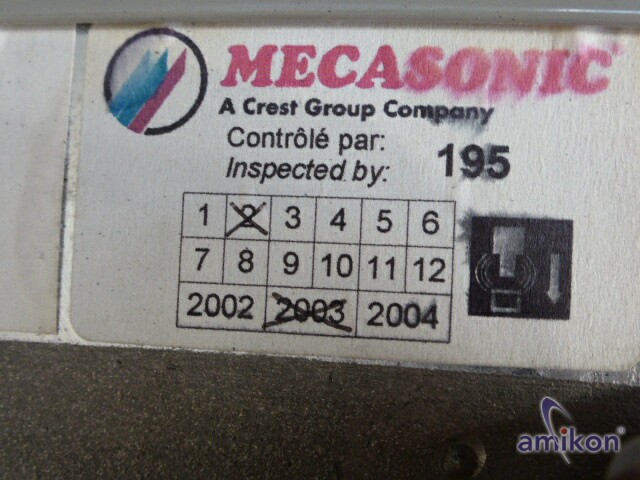 MECASONIC
A Crest Group Company
Contrôlé par:
Inspected by: 195
1 2 3 4 5 6
7 8 9 10 11 12
2002 2003 2004
amikon